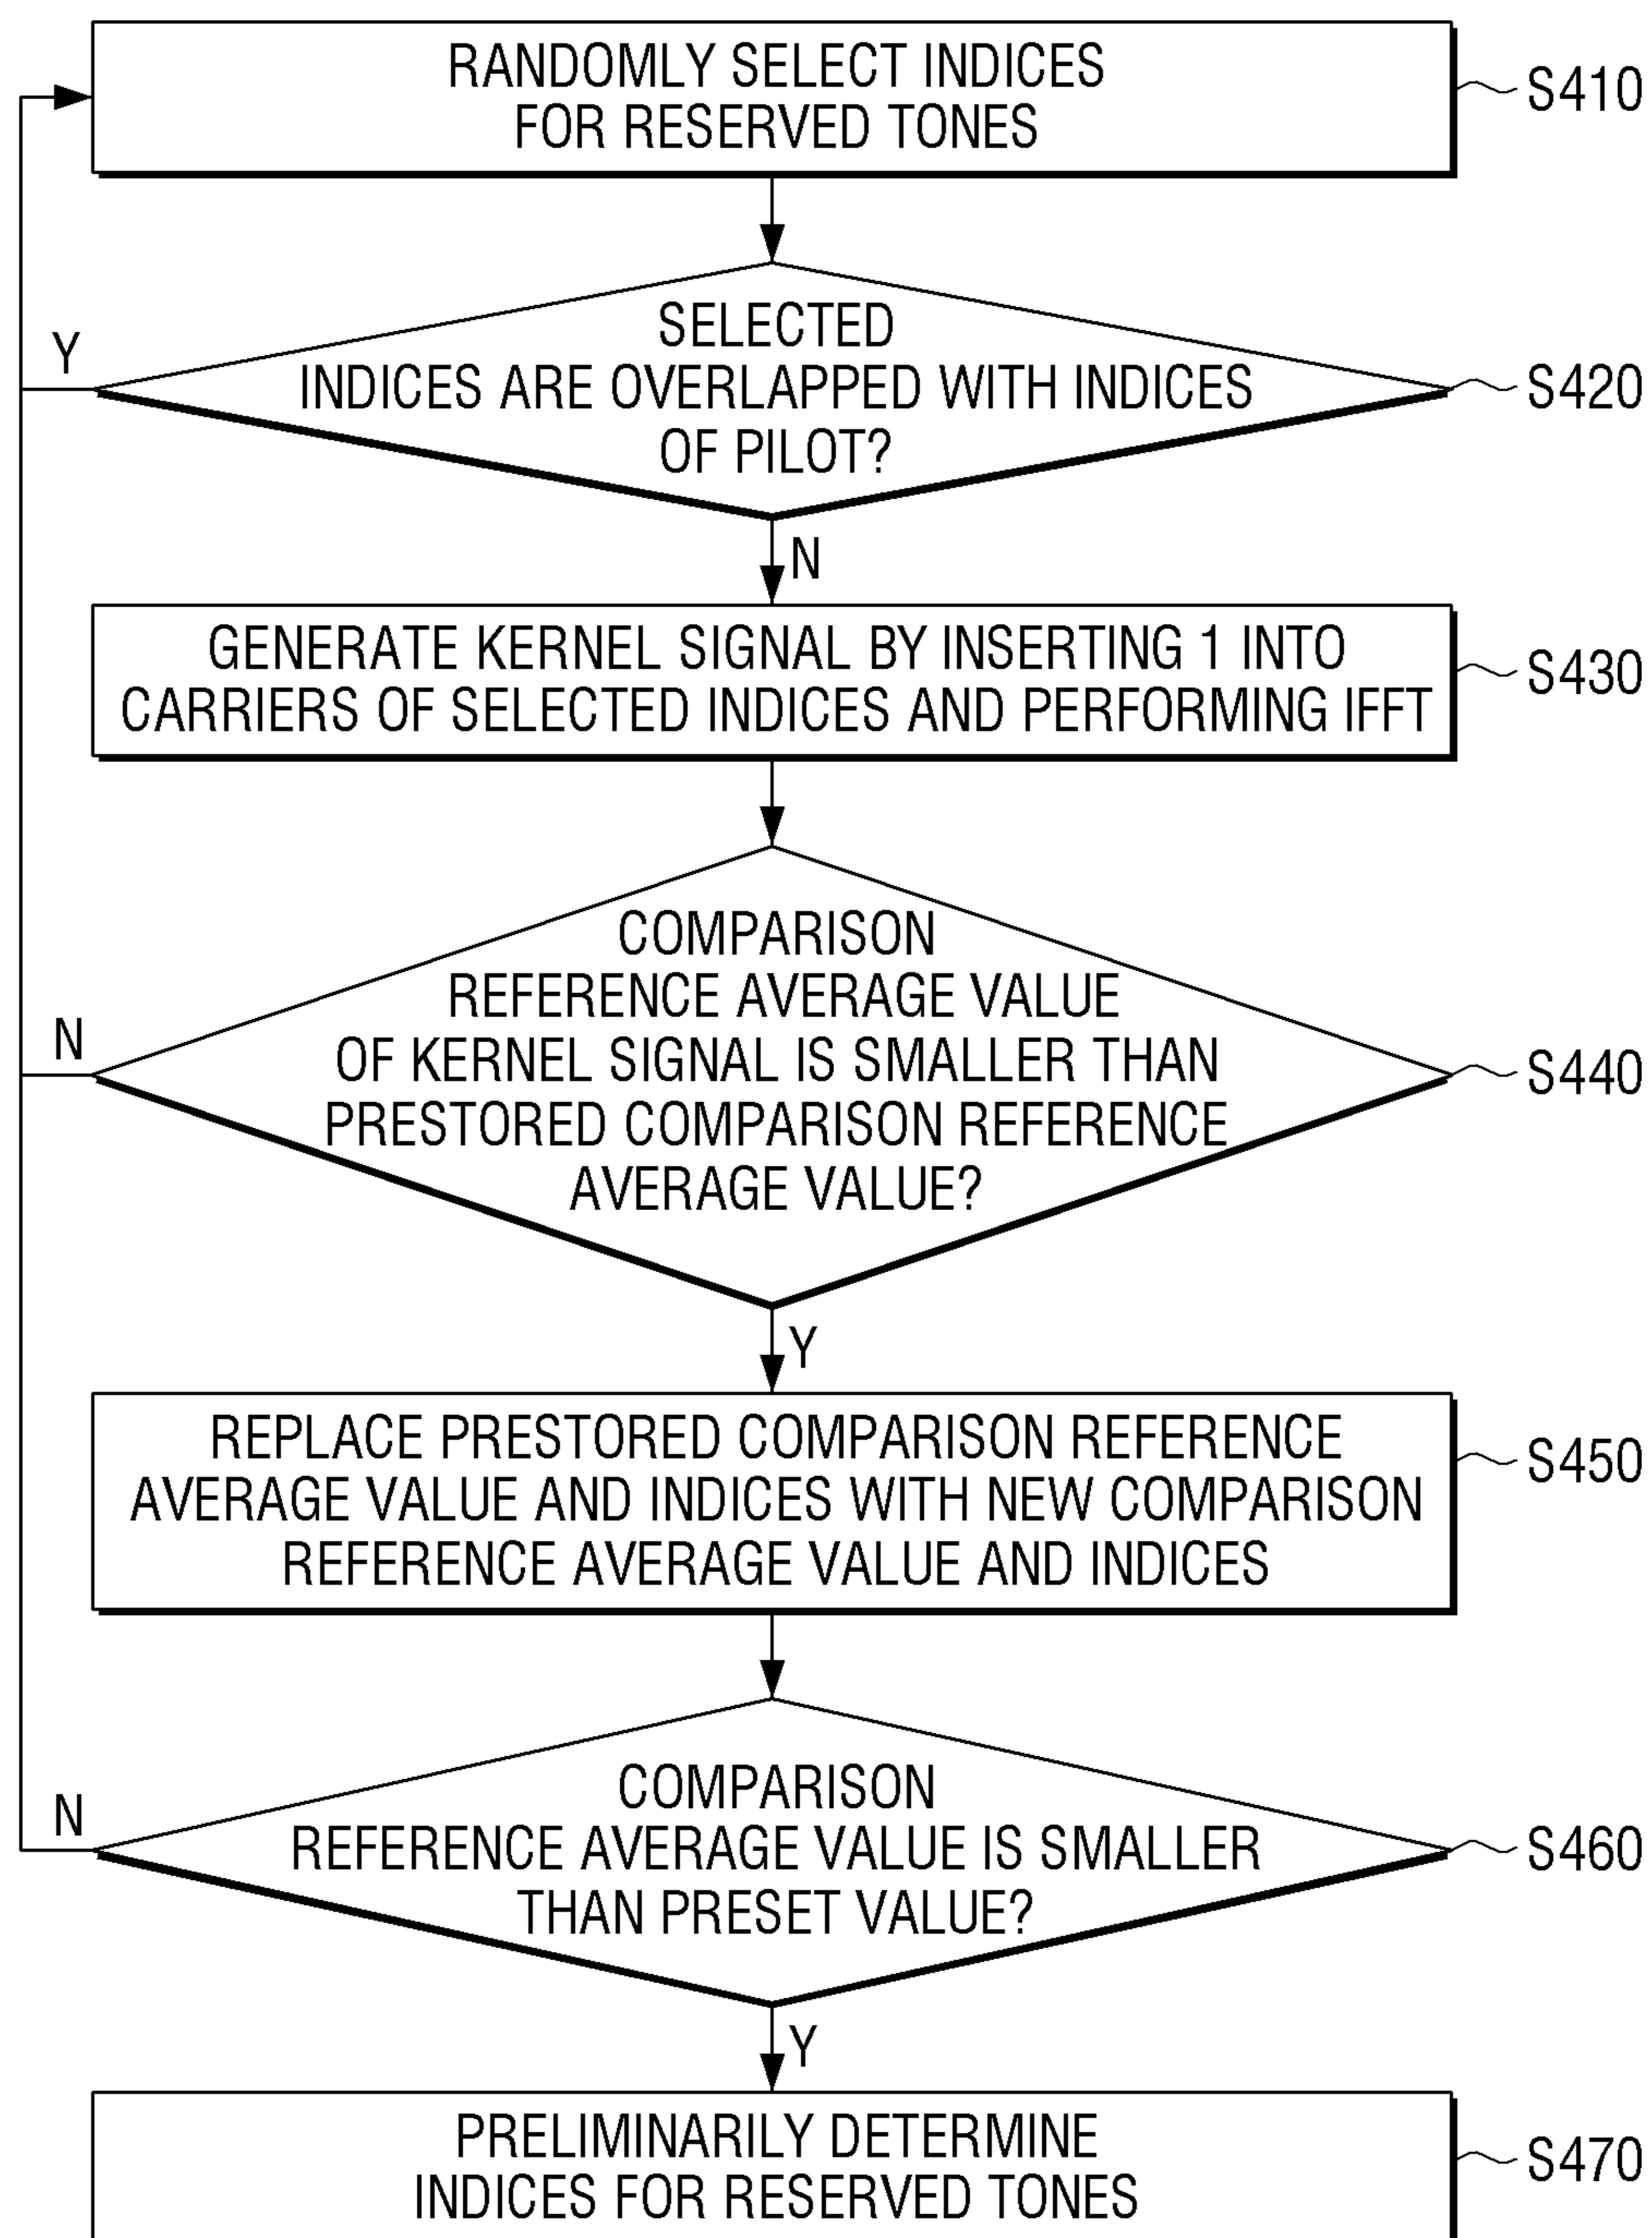 RANDOMLY SELECT INDICES
FOR RESERVED TONES
S410
SELECTED
INDICES ARE OVERLAPPED WITH INDICES
OF PILOT?
Y
S420
N
GENERATE KERNEL SIGNAL BY INSERTING 1 INTO
CARRIERS OF SELECTED INDICES AND PERFORMING IFFT
S430
COMPARISON
REFERENCE AVERAGE VALUE
OF KERNEL SIGNAL IS SMALLER THAN
PRESTORED COMPARISON REFERENCE
AVERAGE VALUE?
N
S440
Y
REPLACE PRESTORED COMPARISON REFERENCE
AVERAGE VALUE AND INDICES WITH NEW COMPARISON
REFERENCE AVERAGE VALUE AND INDICES
S450
COMPARISON
REFERENCE AVERAGE VALUE IS SMALLER
THAN PRESET VALUE?
N
S460
Y
PRELIMINARILY DETERMINE
INDICES FOR RESERVED TONES
S470